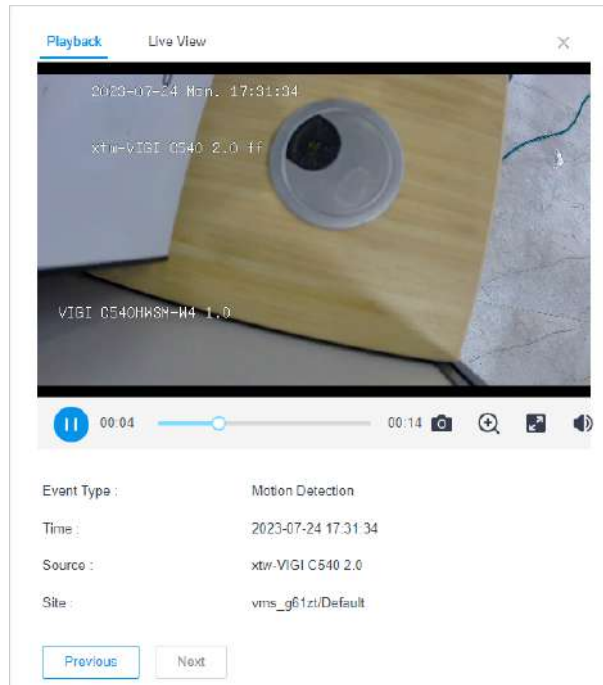 Playback Live View
2023-07-24 Mon. 17:31:34
xtw-VIGI C540 2.0 ff
VIGI C540HWSM-W4 1.0
00:04 00:14
Event Type : Motion Detection
Time : 2023-07-24 17:31:34
Source : xtw-VIGI C540 2.0
Site : vms_g61zt/Default
Previous Next